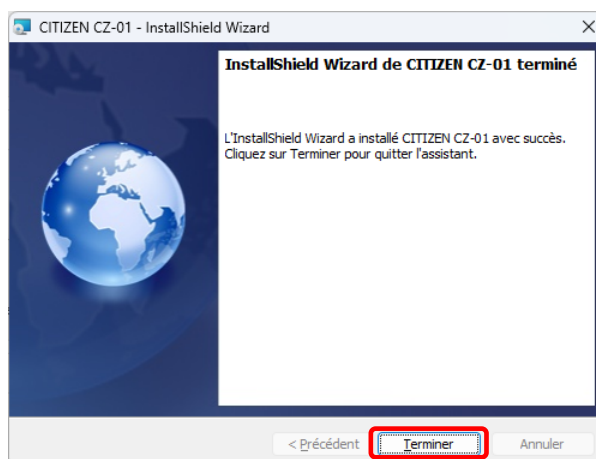 CITIZEN CZ-01 - InstallShield Wizard
InstallShield Wizard de CITIZEN CZ-01 terminé
L'InstallShield Wizard a installé CITIZEN CZ-01 avec succès.
Cliquez sur Terminer pour quitter l'assistant.
< Précédent Terminer Annuler